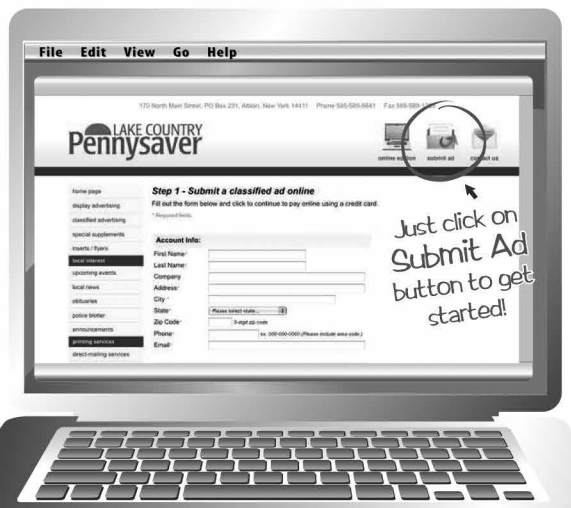 File Edit View Go Help
170 North Main Street, PO Box 231, Albion, New York 14411 Phone 585-589-5641 Fax 585-589-
LAKE COUNTRY
Pennysaver
online edition submit ad contact us
home page
display advertising
classified advertising
special supplements
inserts / flyers
local interest
upcoming events
local news
obituaries
police blotter
announcements
printing services
direct-mailing services
Step 1 - Submit a classified ad online
Fill out the form below and click to continue to pay online using a credit card.
* Required fields.
Account Info:
First Name*
Last Name*
Company
Address*
City *
State* Please select state...
Zip Code* 5-digit zip code
Phone* ex. 000-000-0000 (Please include area code.)
Email*
Just click on
Submit Ad
button to get
started!